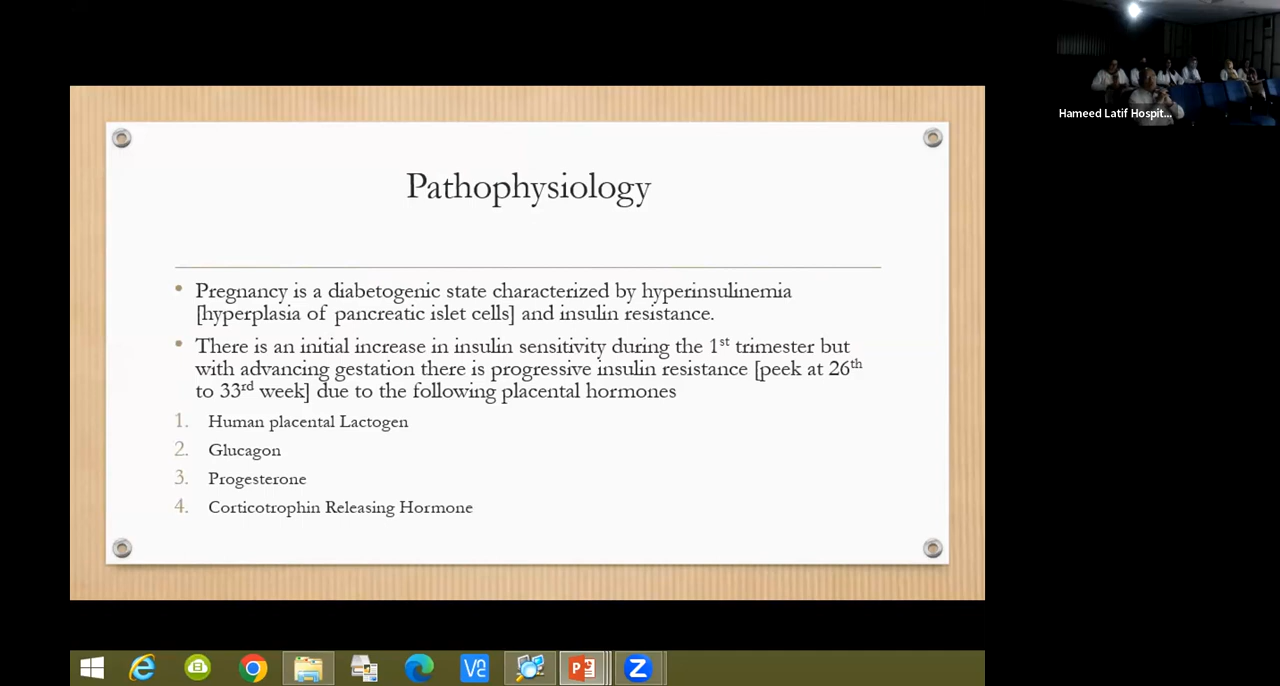 Pathophysiology
• Pregnancy is a diabetogenic state characterized by hyperinsulinemia
[hyperplasia of pancreatic islet cells] and insulin resistance.
• There is an initial increase in insulin sensitivity during the 1st trimester but
with advancing gestation there is progressive insulin resistance [peek at 26th
to 33rd week] due to the following placental hormones
1. Human placental Lactogen
2. Glucagon
3. Progesterone
4. Corticotrophin Releasing Hormone
Hameed Latif Hospit...